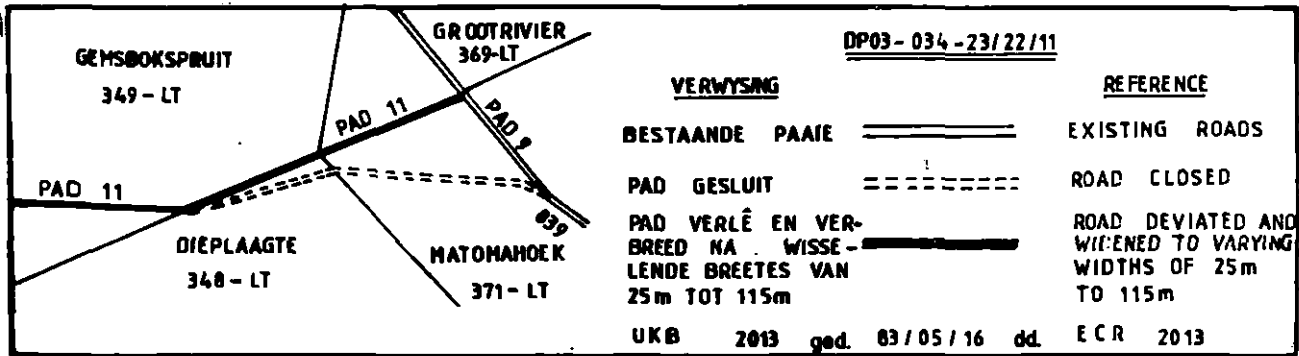 GEMSBOKSPRUIT
349 - LT
GROOTRIVIER
369-LT
PAD 11
PAD 9
PAD 11
839
DIEPLAAGTE
348 - LT
MATOMAHOEK
371 - LT
DP03 - 034 - 23/22/11
VERWYSING
REFERENCE
BESTAANDE PAAIE
EXISTING ROADS
PAD GESLUIT
ROAD CLOSED
PAD VERLÊ EN VER-
BREED NA WISSE-
LENDE BREETES VAN
25m TOT 115m
ROAD DEVIATED AND
WIDENED TO VARYING
WIDTHS OF 25m
TO 115m
UKB 2013 ged. 83/05/16 dd. ECR 2013